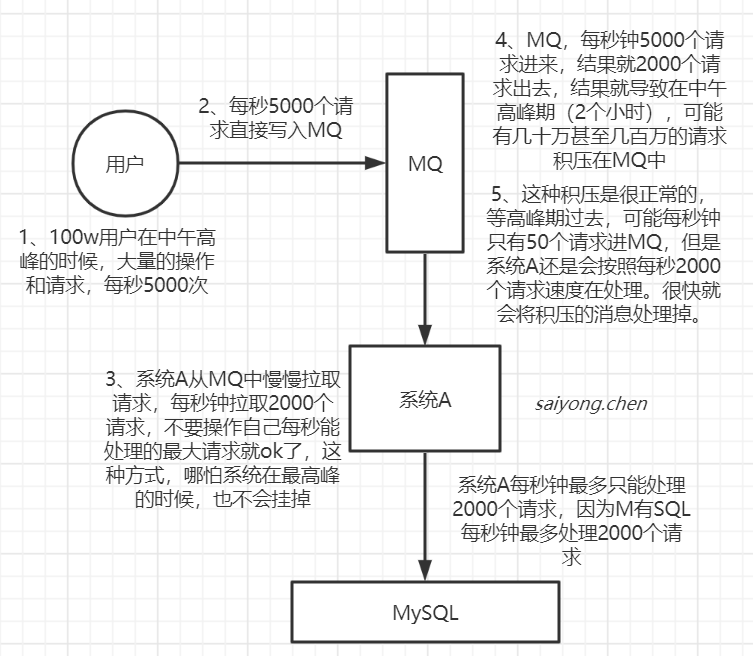 4、MQ,每秒钟5000个请
求进来,结果就2000个请
求出去,结果就导致在中午
高峰期(2个小时),可能
有几十万甚至几百万的请求
积压在MQ中
2、每秒5000个请
求直接写入MQ
用户
MQ
5、这种积压是很正常的,
等高峰期过去,可能每秒钟
只有50个请求进MQ,但是
系统A还是会按照每秒2000
个请求速度在处理。很快就
会将积压的消息处理掉。
1、100w用户在中午高
峰的时候,大量的操作
和请求,每秒5000次
3、系统A从MQ中慢慢拉取
请求,每秒钟拉取2000个
请求,不要操作自己每秒能
处理的最大请求就ok了,这
种方式,哪怕系统在最高峰
的时候,也不会挂掉
系统A
saiyong.chen
系统A每秒钟最多只能处理
2000个请求,因为M有SQL
每秒钟最多处理2000个请
求
MySQL